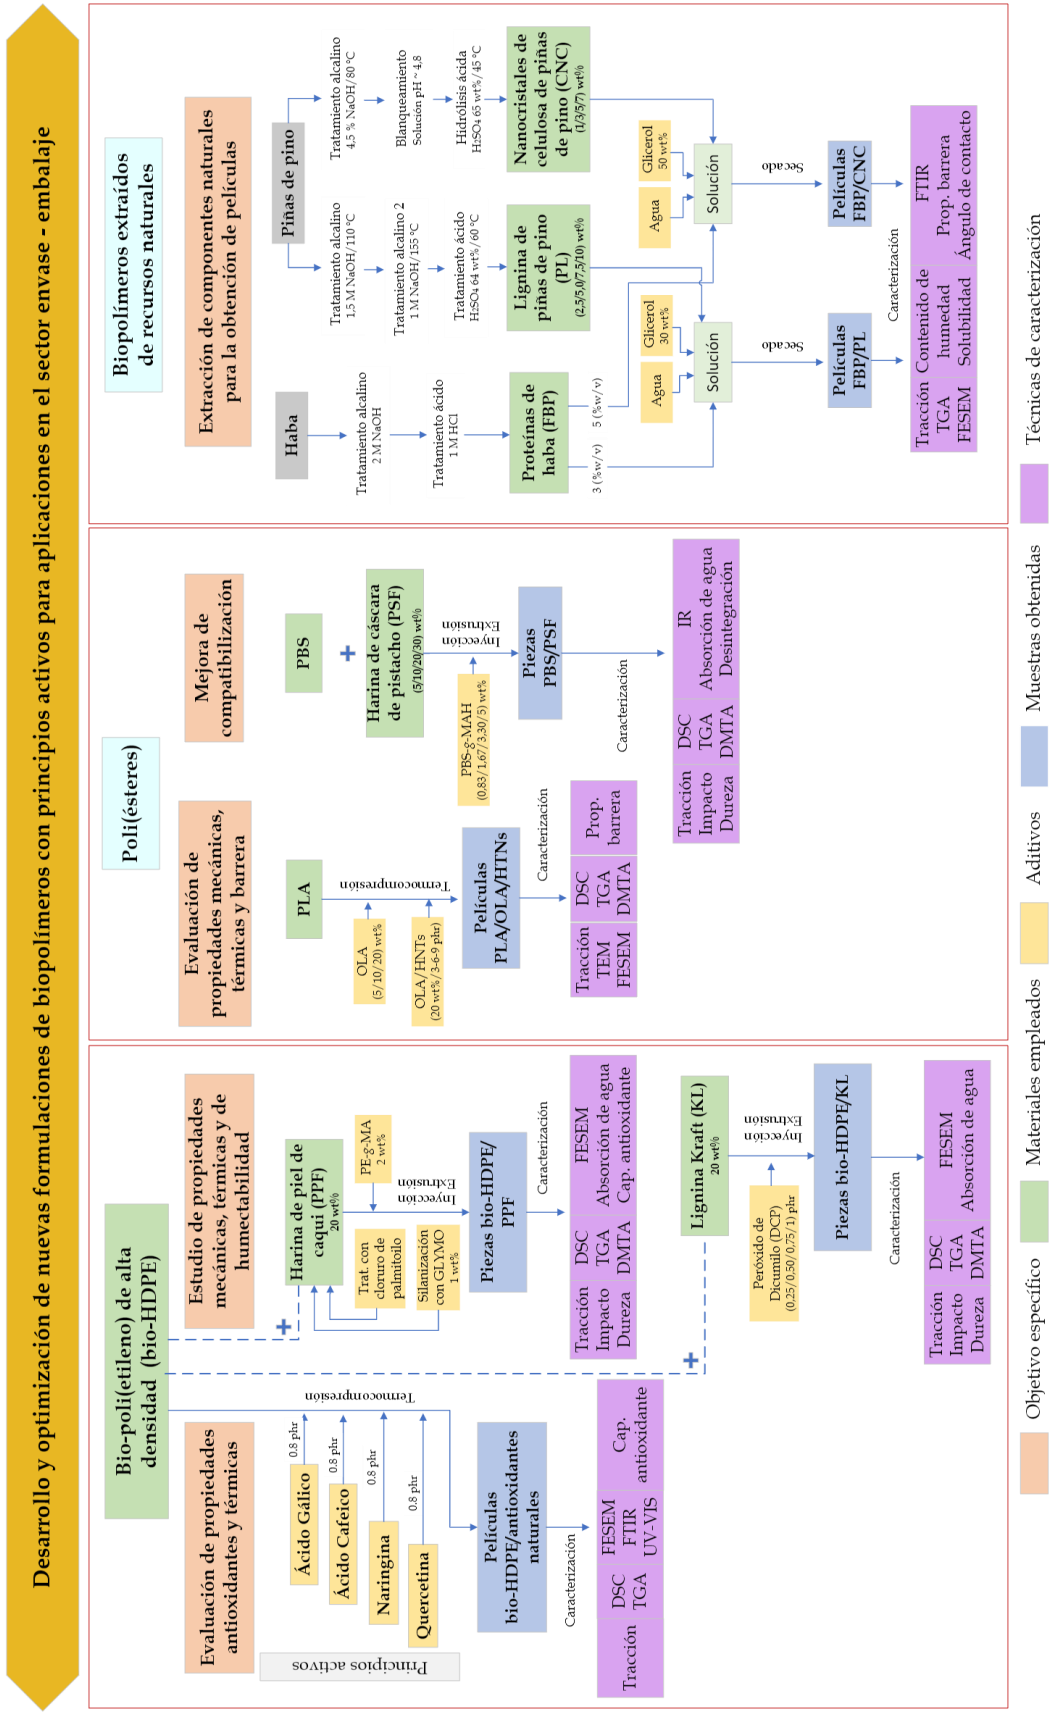 Desarrollo y optimización de nuevas formulaciones de biopolímeros con principios activos para aplicaciones en el sector envase - embalaje
Bio-poli(etileno) de alta
densidad (bio-HDPE)
Evaluación de propiedades
antioxidantes y térmicas
Principios activos
Ácido Gálico
0.8 phr
Ácido Cafeico
0.8 phr
Naringina
0.8 phr
Quercetina
0.8 phr
Termocompresión
Películas
bio-HDPE/antioxidantes
naturales
Caracterización
Tracción
DSC
TGA
FESEM
FTIR
UV-VIS
Cap.
antioxidante
Estudio de propiedades
mecánicas, térmicas y de
humectabilidad
+
Harina de piel de
caqui (PPF)
20 wt%
Trat. con
cloruro de
palmitoilo
Silanización
con GLYMO
1 wt%
PE-g-MA
2 wt%
Extrusión
Inyección
Piezas bio-HDPE/
PPF
Caracterización
Tracción
Impacto
Dureza
DSC
TGA
DMTA
FESEM
Absorción de agua
Cap. antioxidante
+
Lignina Kraft (KL)
20 wt%
Peróxido de
Dicumilo (DCP)
(0,25/0,50/0,75/1) phr
Extrusión
Inyección
Piezas bio-HDPE/KL
Caracterización
Tracción
Impacto
Dureza
DSC
TGA
DMTA
FESEM
Absorción de agua
Poli(ésteres)
Evaluación de
propiedades mecánicas,
térmicas y barrera
PLA
OLA
(5/10/20) wt%
OLA/HNTs
(20 wt%/3-6-9 phr)
Termocompresión
Películas
PLA/OLA/HTNs
Caracterización
Tracción
TEM
FESEM
DSC
TGA
DMTA
Prop.
barrera
Mejora de
compatibilización
PBS
+
Harina de cáscara
de pistacho (PSF)
(5/10/20/30) wt%
PBS-g-MAH
(0,83/1,67/3,30/5) wt%
Extrusión
Inyección
Piezas
PBS/PSF
Caracterización
Tracción
Impacto
Dureza
DSC
TGA
DMTA
IR
Absorción de agua
Desintegración
Biopolímeros extraídos
de recursos naturales
Extracción de componentes naturales
para la obtención de películas
Haba
Tratamiento alcalino
2 M NaOH
Tratamiento ácido
1 M HCl
Proteínas de
haba (FBP)
3 (%w/v)
5 (%w/v)
Piñas de pino
Tratamiento alcalino
1,5 M NaOH/110 °C
Tratamiento alcalino 2
1 M NaOH/155 °C
Tratamiento ácido
H₂SO₄ 64 wt%/60 °C
Lignina de
piñas de pino
(PL)
(2,5/5,0/7,5/10) wt%
Tratamiento alcalino
4,5 % NaOH/80 °C
Blanqueamiento
Solución pH ~ 4,8
Hidrólisis ácida
H₂SO₄ 65 wt%/45 °C
Nanocristales de
celulosa de piñas
de pino (CNC)
(1/3/5/7) wt%
Agua
Glicerol
30 wt%
Solución
Secado
Películas
FBP/PL
Agua
Glicerol
50 wt%
Solución
Secado
Películas
FBP/CNC
Caracterización
Tracción
TGA
FESEM
Contenido de
humedad
Solubilidad
FTIR
Prop. barrera
Ángulo de contacto
Objetivo específico
Materiales empleados
Aditivos
Muestras obtenidas
Técnicas de caracterización